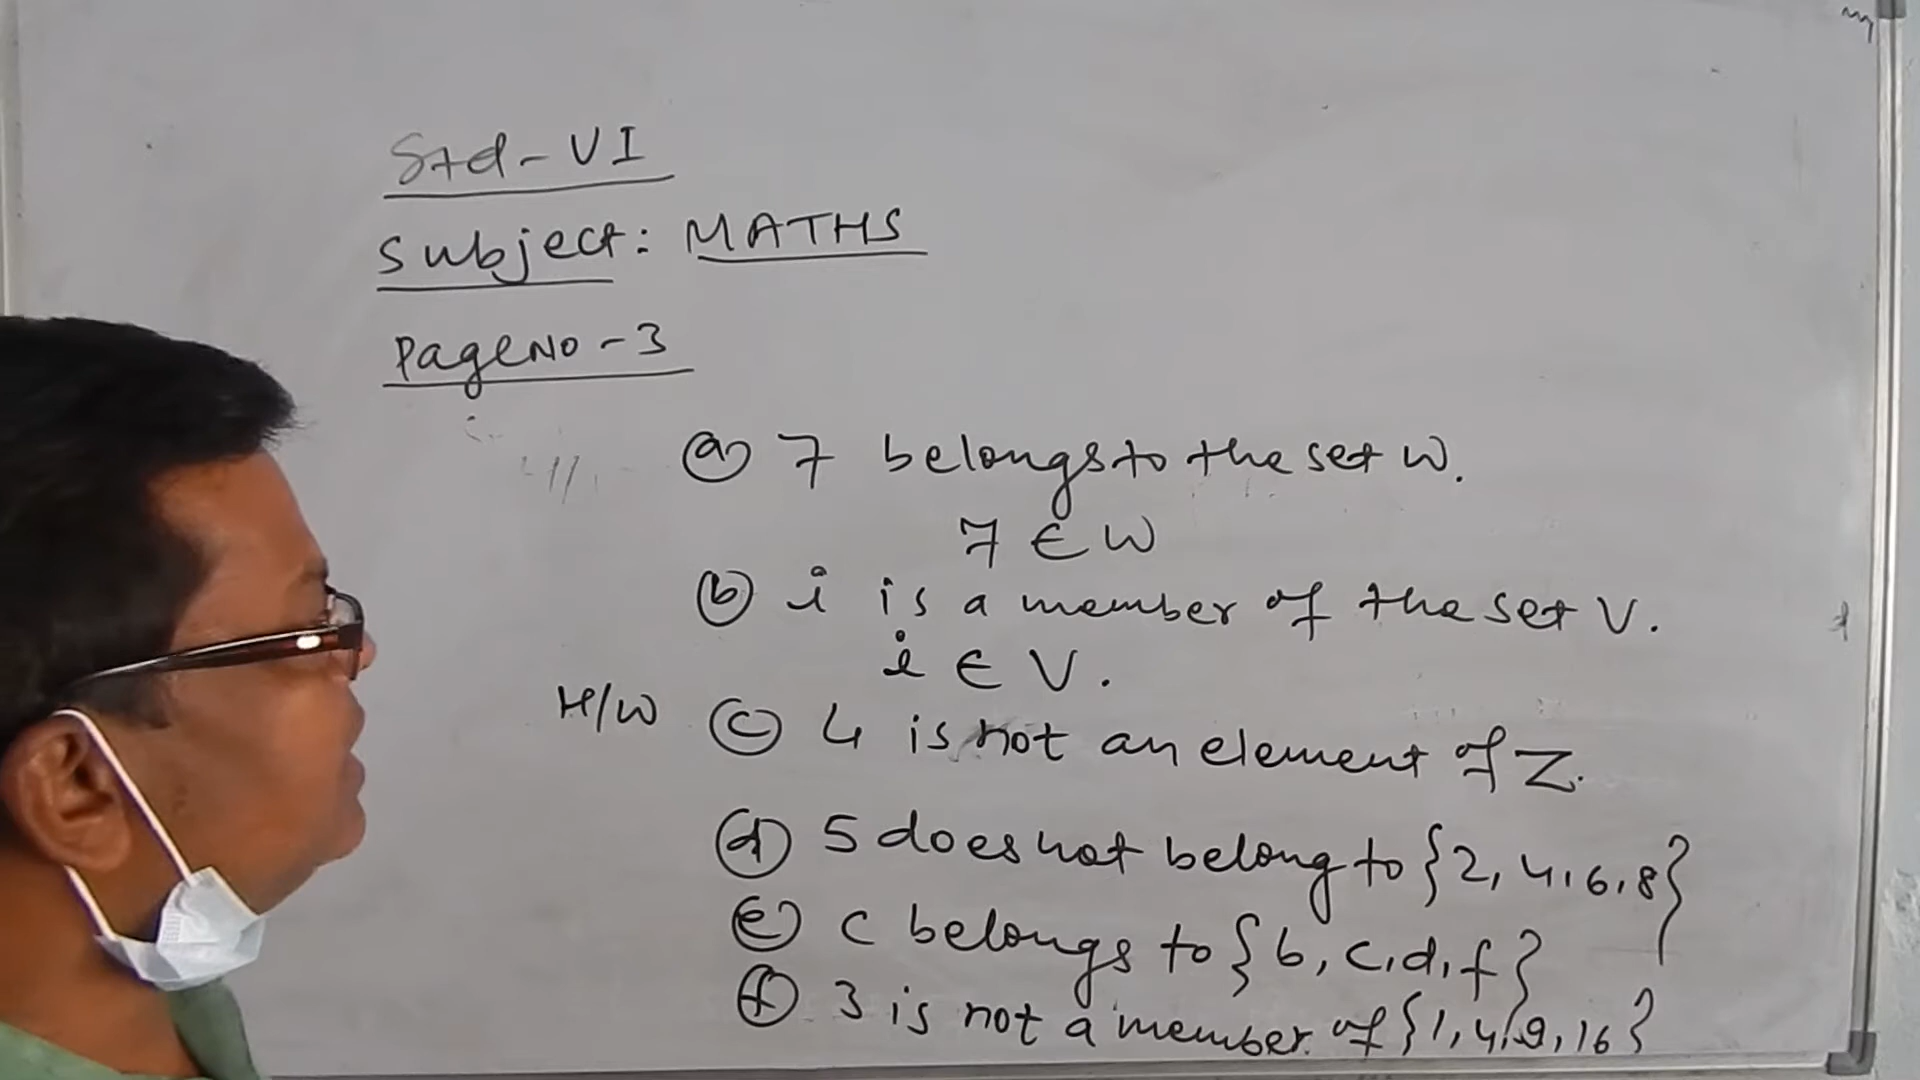 Std - VI
Subject: MATHS
Page No - 3
(a) 7 belongs to the set W.
7 ∈ W
(b) i is a member of the set V.
i ∈ V.
H/W (c) 4 is not an element of Z.
(d) 5 does not belong to {2, 4, 6, 8}
(e) c belongs to {b, c, d, f}
(f) 3 is not a member of {1, 4, 9, 16}